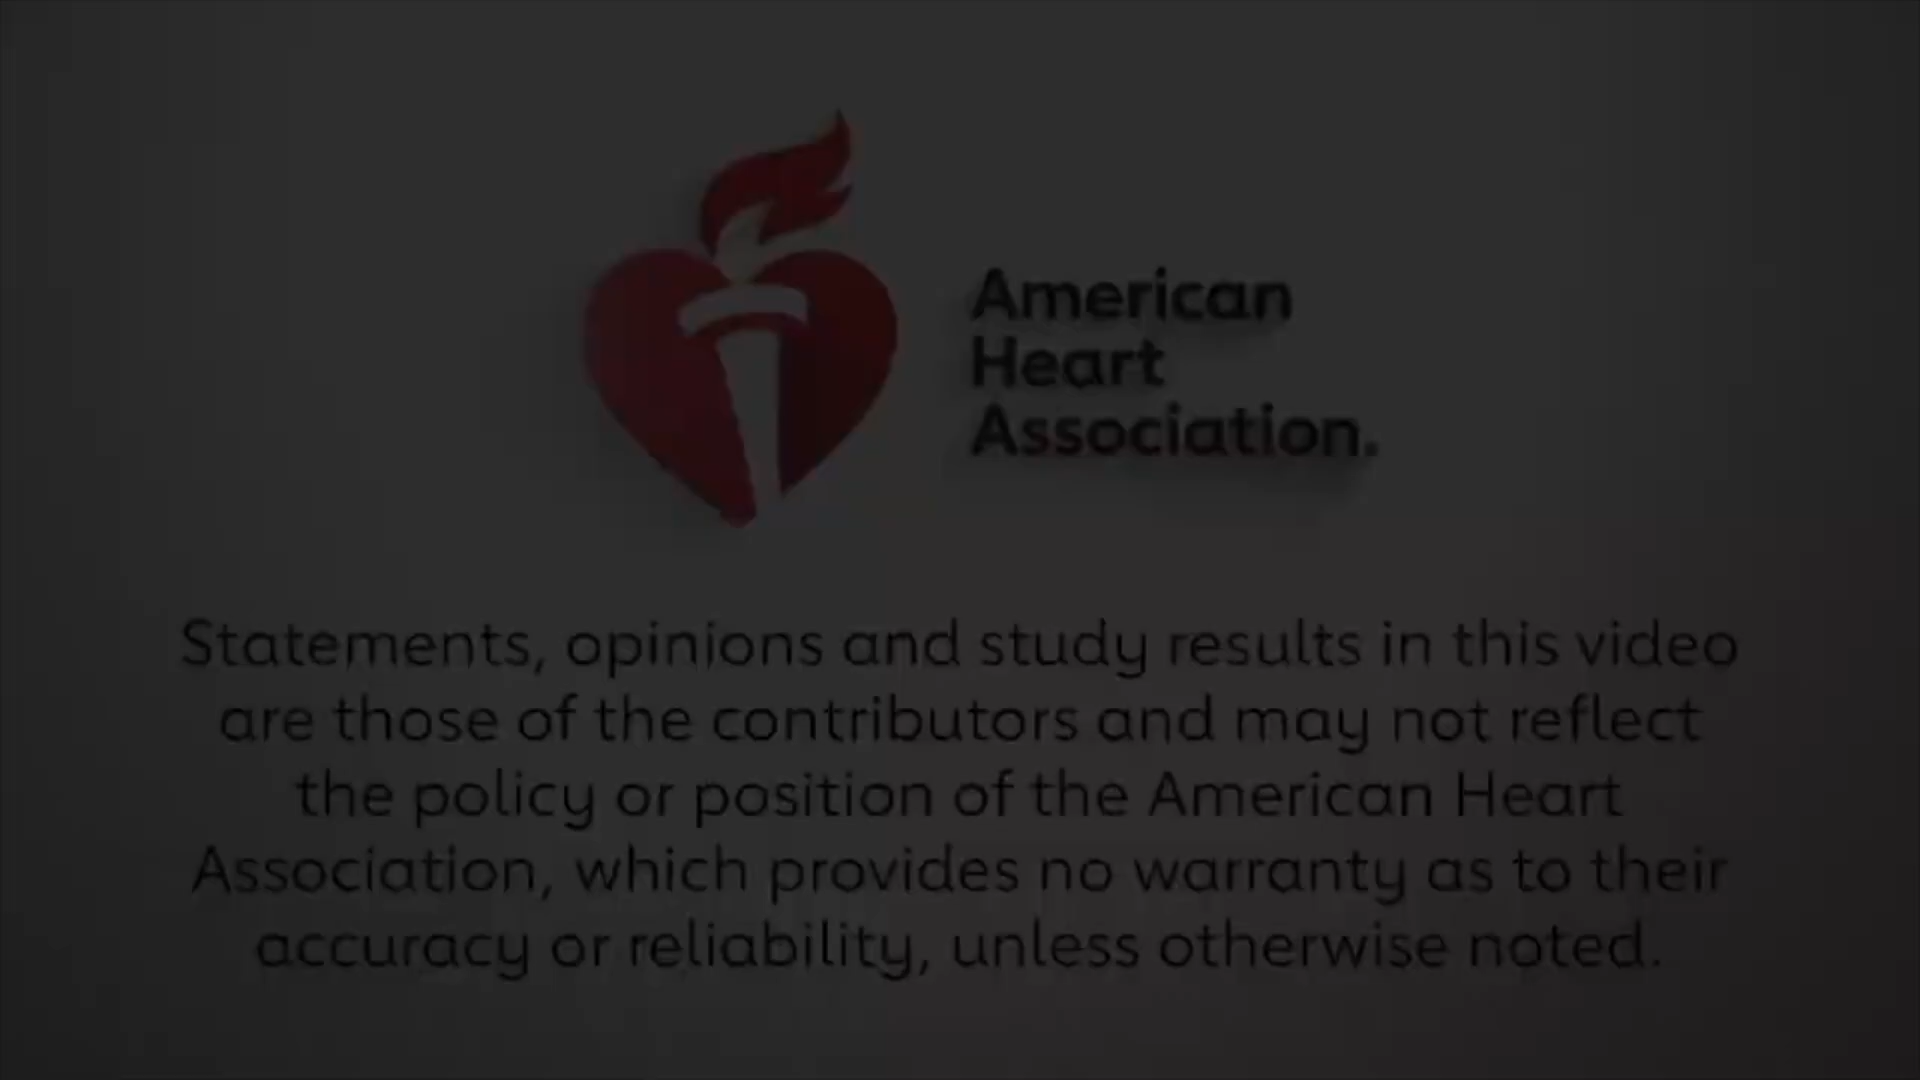 American
Heart
Association.
Statements, opinions and study results in this video
are those of the contributors and may not reflect
the policy or position of the American Heart
Association, which provides no warranty as to their
accuracy or reliability, unless otherwise noted.